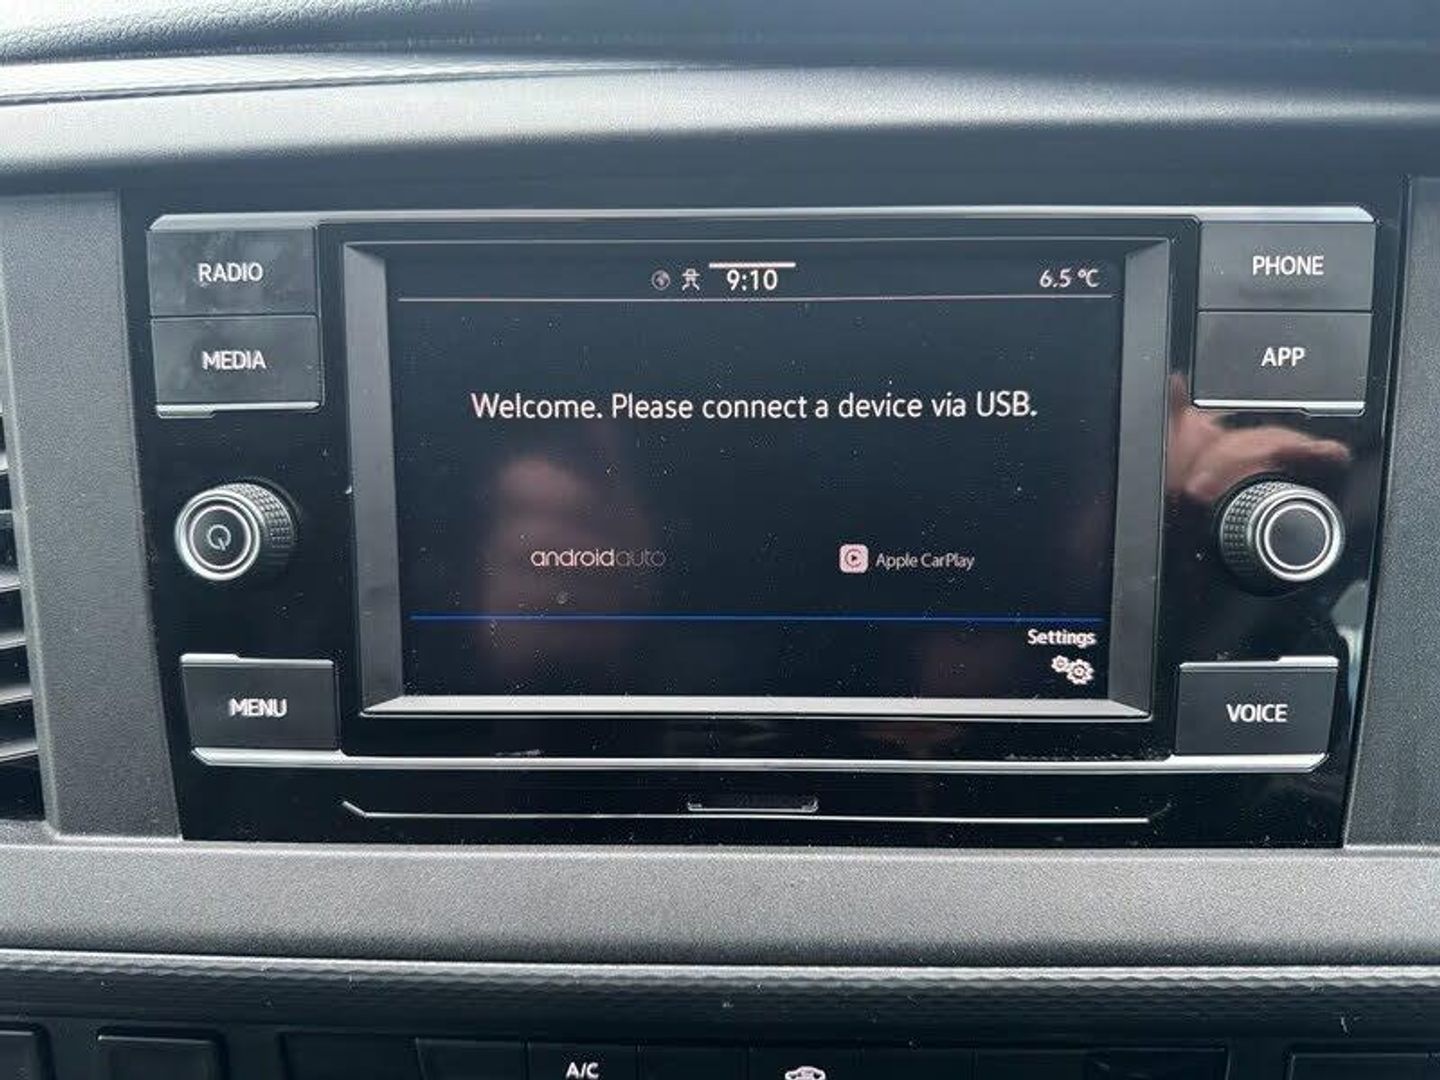 RADIO
MEDIA
MENU
9:10
6.5 °C
Welcome. Please connect a device via USB.
androidauto
Apple CarPlay
Settings
PHONE
APP
VOICE
A/C